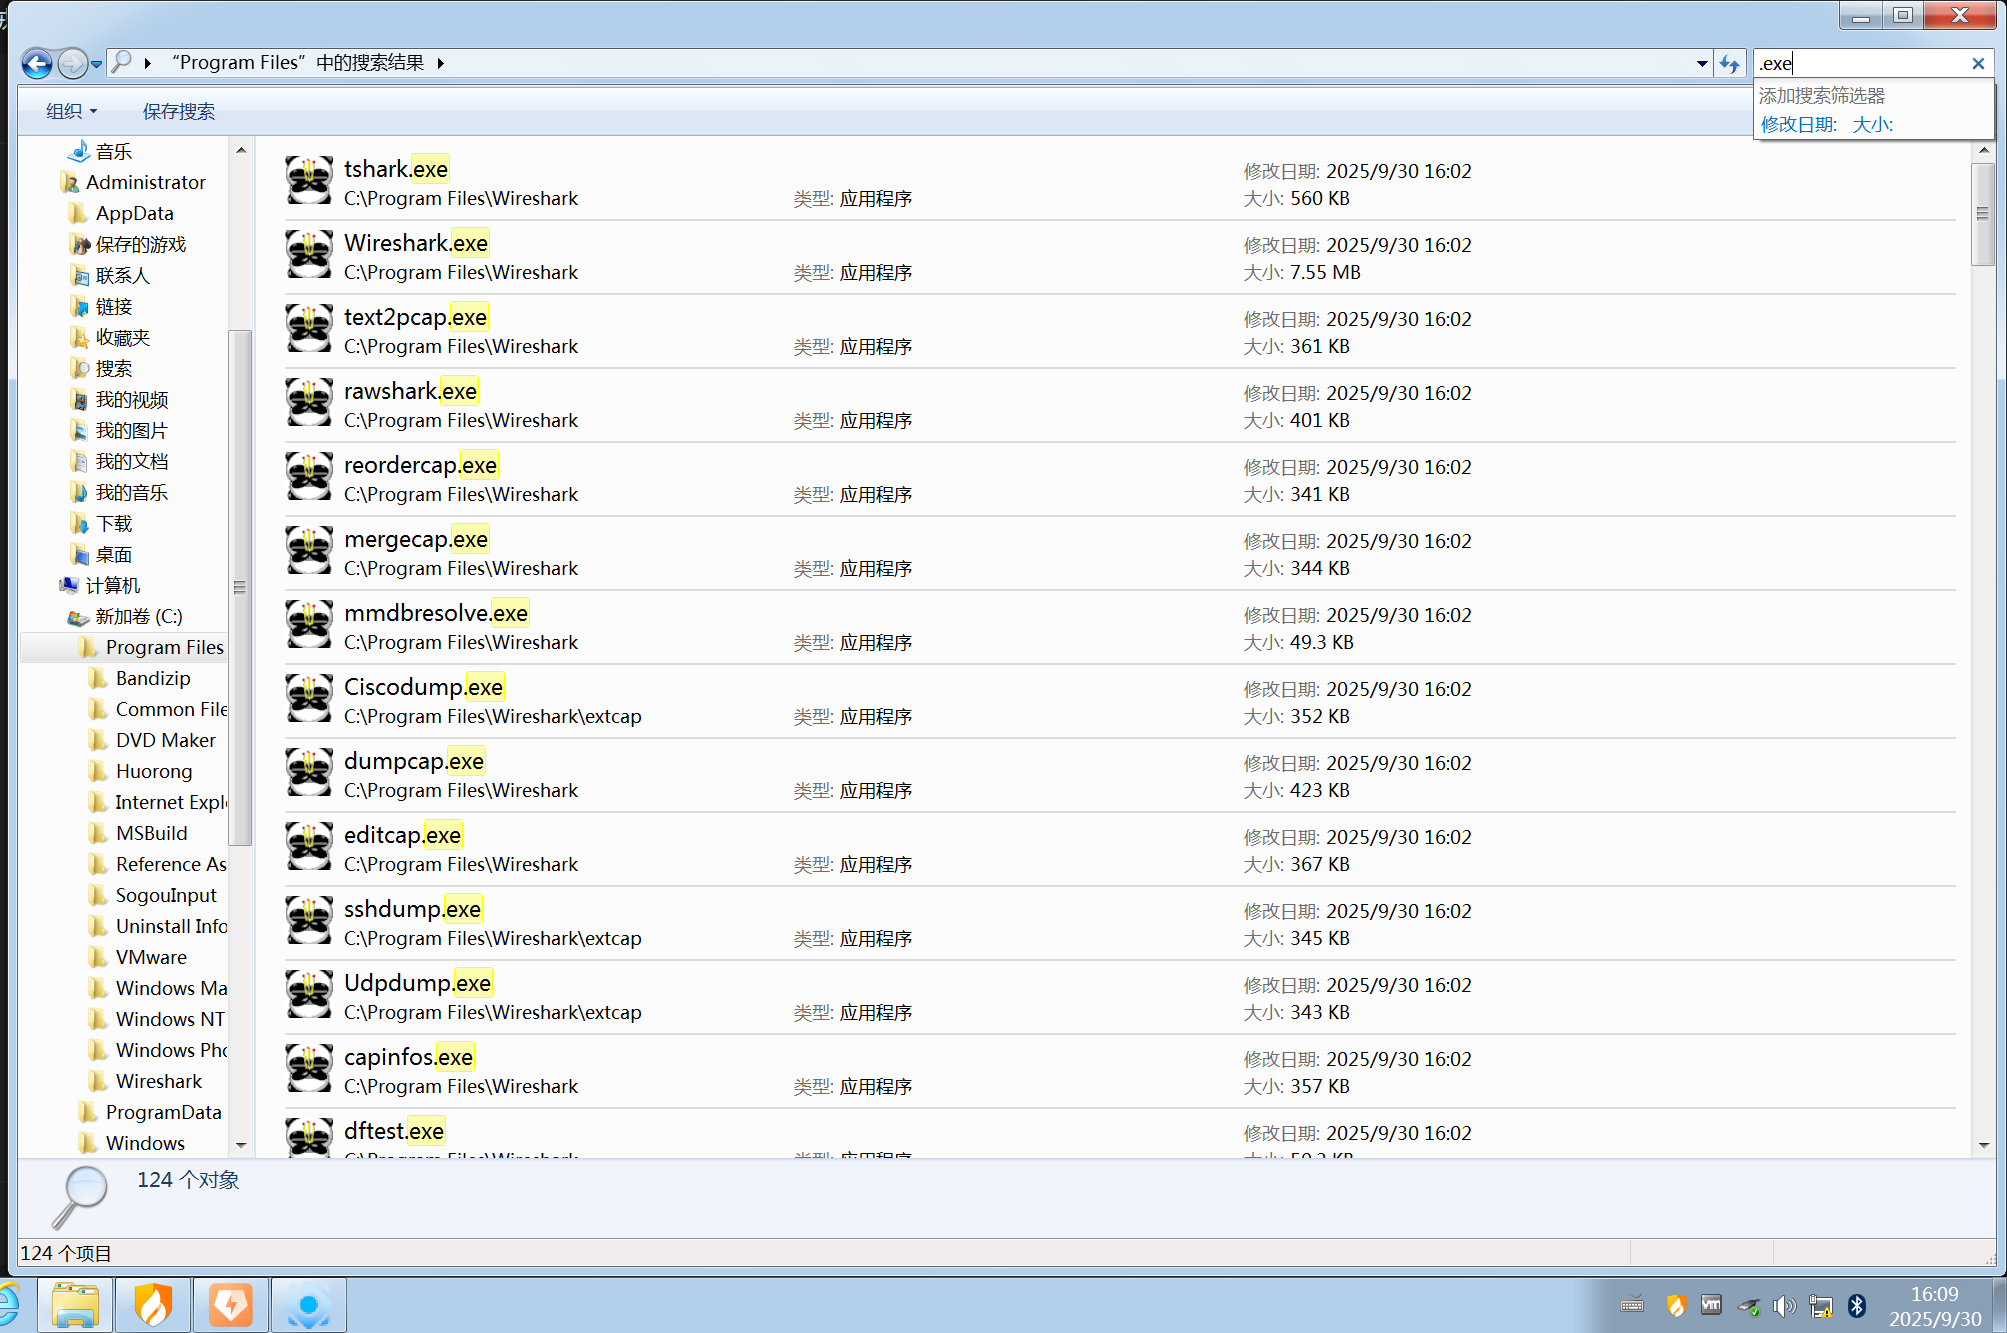 “Program Files” 中的搜索结果
.exe
添加搜索筛选器
修改日期: 大小:
组织 保存搜索
音乐
Administrator
AppData
保存的游戏
联系人
链接
收藏夹
搜索
我的视频
我的图片
我的文档
我的音乐
下载
桌面
计算机
新加卷 (C:)
Program Files
Bandizip
Common File
DVD Maker
Huorong
Internet Expl
MSBuild
Reference As
SogouInput
Uninstall Info
VMware
Windows Ma
Windows NT
Windows Pho
Wireshark
ProgramData
Windows
tshark.exe 修改日期: 2025/9/30 16:02
C:\Program Files\Wireshark 类型: 应用程序 大小: 560 KB
Wireshark.exe 修改日期: 2025/9/30 16:02
C:\Program Files\Wireshark 类型: 应用程序 大小: 7.55 MB
text2pcap.exe 修改日期: 2025/9/30 16:02
C:\Program Files\Wireshark 类型: 应用程序 大小: 361 KB
rawshark.exe 修改日期: 2025/9/30 16:02
C:\Program Files\Wireshark 类型: 应用程序 大小: 401 KB
reordercap.exe 修改日期: 2025/9/30 16:02
C:\Program Files\Wireshark 类型: 应用程序 大小: 341 KB
mergecap.exe 修改日期: 2025/9/30 16:02
C:\Program Files\Wireshark 类型: 应用程序 大小: 344 KB
mmdbresolve.exe 修改日期: 2025/9/30 16:02
C:\Program Files\Wireshark 类型: 应用程序 大小: 49.3 KB
Ciscodump.exe 修改日期: 2025/9/30 16:02
C:\Program Files\Wireshark\extcap 类型: 应用程序 大小: 352 KB
dumpcap.exe 修改日期: 2025/9/30 16:02
C:\Program Files\Wireshark 类型: 应用程序 大小: 423 KB
editcap.exe 修改日期: 2025/9/30 16:02
C:\Program Files\Wireshark 类型: 应用程序 大小: 367 KB
sshdump.exe 修改日期: 2025/9/30 16:02
C:\Program Files\Wireshark\extcap 类型: 应用程序 大小: 345 KB
Udpdump.exe 修改日期: 2025/9/30 16:02
C:\Program Files\Wireshark\extcap 类型: 应用程序 大小: 343 KB
capinfos.exe 修改日期: 2025/9/30 16:02
C:\Program Files\Wireshark 类型: 应用程序 大小: 357 KB
dftest.exe 修改日期: 2025/9/30 16:02
124 个对象
124 个项目
vm
16:09
2025/9/30